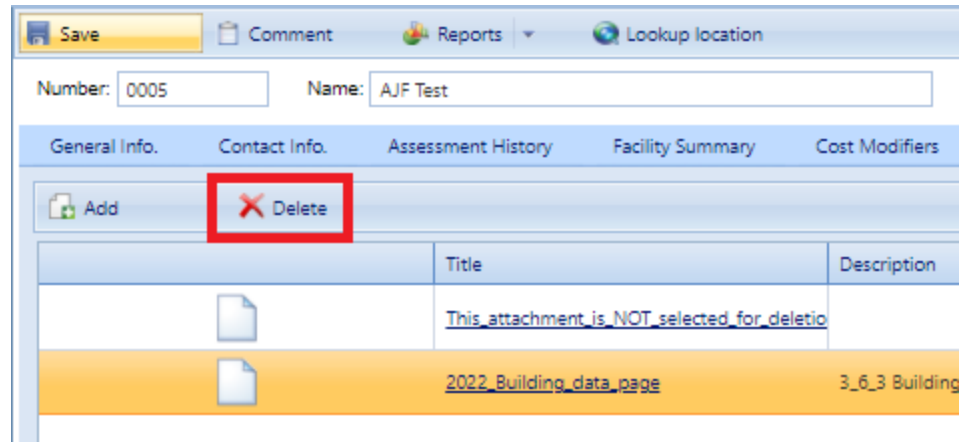 Save Comment Reports Lookup location
Number: 0005 Name: AJF Test
General Info. Contact Info. Assessment History Facility Summary Cost Modifiers
Add Delete
Title Description
This_attachment_is_NOT_selected_for_deletio
2022_Building_data_page 3_6_3 Building